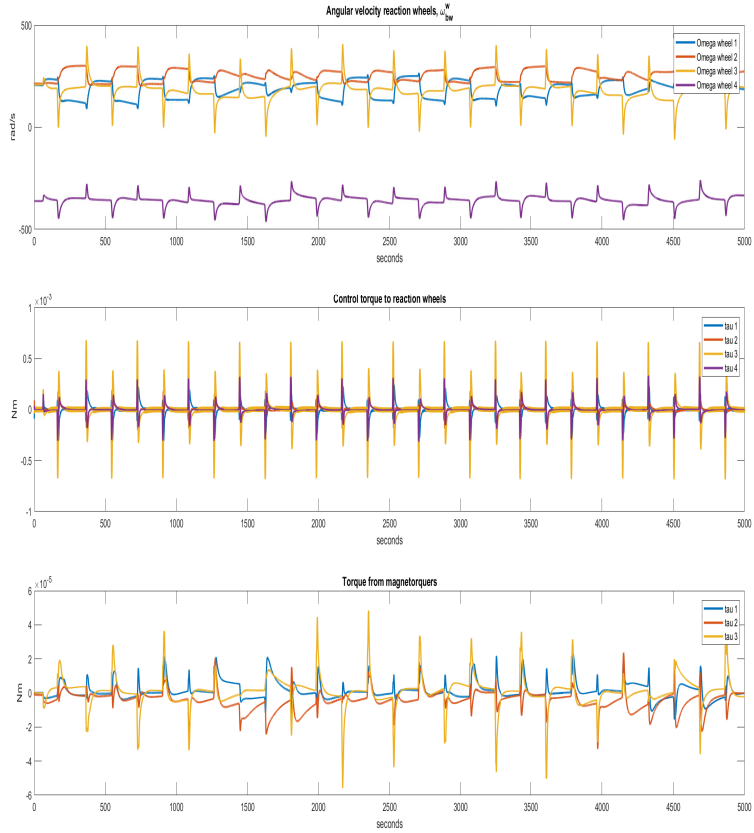 Angular velocity reaction wheels, ω_bw^w
500
0
-500
rad/s
Omega wheel 1
Omega wheel 2
Omega wheel 3
Omega wheel 4
0 500 1000 1500 2000 2500 3000 3500 4000 4500 5000
seconds
Control torque to reaction wheels
×10^-3
1
0.5
0
-0.5
-1
Nm
tau 1
tau 2
tau 3
tau 4
0 500 1000 1500 2000 2500 3000 3500 4000 4500 5000
seconds
Torque from magnetorquers
×10^-5
6
4
2
0
-2
-4
-6
Nm
tau 1
tau 2
tau 3
0 500 1000 1500 2000 2500 3000 3500 4000 4500 5000
seconds